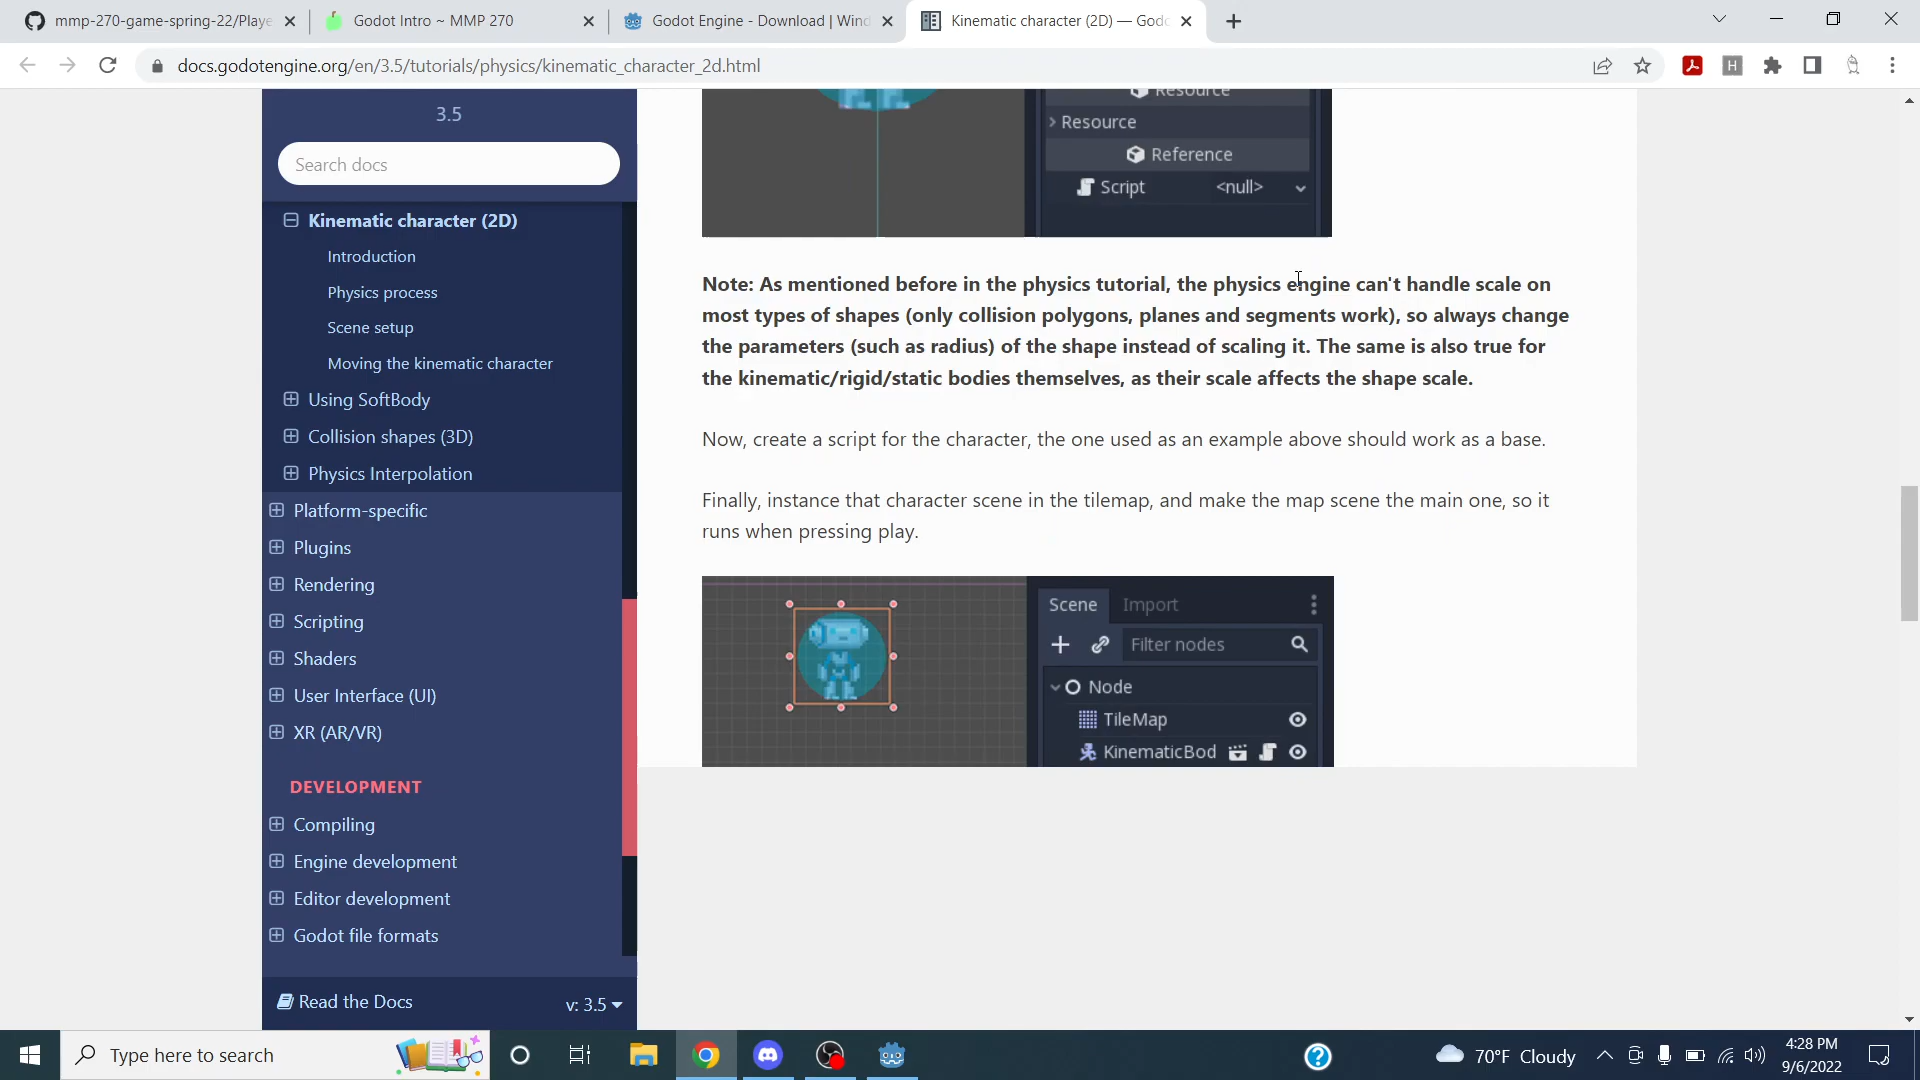 mmp-270-game-spring-22/Playe
Godot Intro ~ MMP 270
Godot Engine - Download | Wind
Kinematic character (2D) — Godo
docs.godotengine.org/en/3.5/tutorials/physics/kinematic_character_2d.html
3.5
Search docs
Kinematic character (2D)
Introduction
Physics process
Scene setup
Moving the kinematic character
Using SoftBody
Collision shapes (3D)
Physics Interpolation
Platform-specific
Plugins
Rendering
Scripting
Shaders
User Interface (UI)
XR (AR/VR)
DEVELOPMENT
Compiling
Engine development
Editor development
Godot file formats
Read the Docs
v: 3.5
Resource
Resource
Reference
Script <null>
Note: As mentioned before in the physics tutorial, the physics engine can't handle scale on
most types of shapes (only collision polygons, planes and segments work), so always change
the parameters (such as radius) of the shape instead of scaling it. The same is also true for
the kinematic/rigid/static bodies themselves, as their scale affects the shape scale.
Now, create a script for the character, the one used as an example above should work as a base.
Finally, instance that character scene in the tilemap, and make the map scene the main one, so it
runs when pressing play.
Scene Import
Filter nodes
Node
TileMap
KinematicBod
Type here to search
70°F Cloudy
4:28 PM
9/6/2022